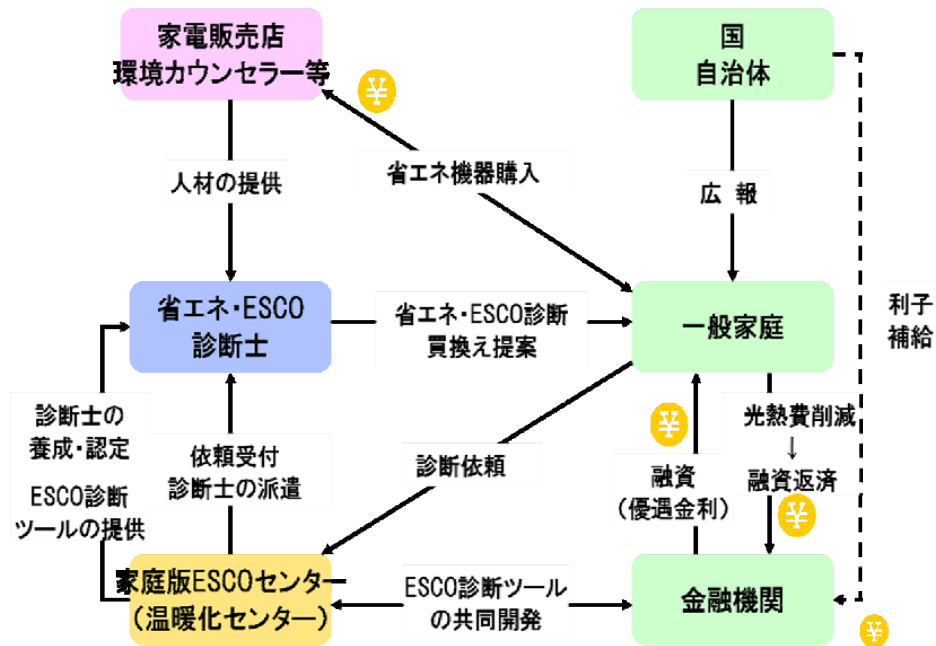 家電販売店
環境カウンセラー等
国
自治体
¥
人材の提供
省エネ機器購入
広 報
省エネ・ESCO
診断士
省エネ・ESCO診断
買換え提案
一般家庭
利子
補給
診断士の
養成・認定
ESCO診断
ツールの提供
依頼受付
診断士の派遣
診断依頼
¥
融資
(優遇金利)
光熱費削減
↓
融資返済
¥
家庭版ESCOセンター
(温暖化センター)
ESCO診断ツール
の共同開発
金融機関
¥